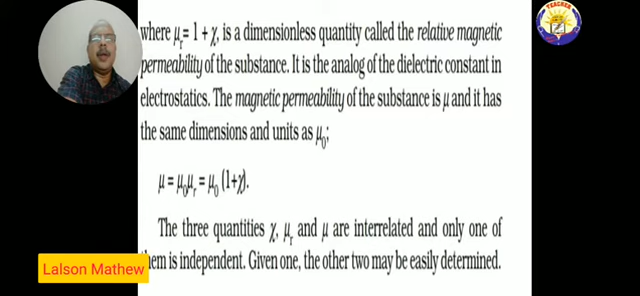 TEACHER
where μr = 1 + χ, is a dimensionless quantity called the relative magnetic
permeability of the substance. It is the analog of the dielectric constant in
electrostatics. The magnetic permeability of the substance is μ and it has
the same dimensions and units as μ0;
μ = μ0μr = μ0 (1+χ).
The three quantities χ, μr and μ are interrelated and only one of
them is independent. Given one, the other two may be easily determined.
Lalson Mathew